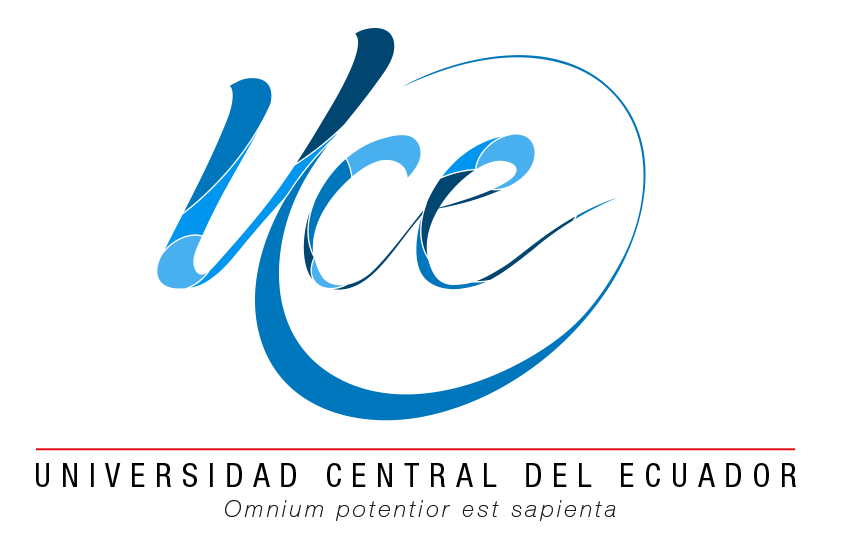 Uce
UNIVERSIDAD CENTRAL DEL ECUADOR
Omnium potentior est sapienta